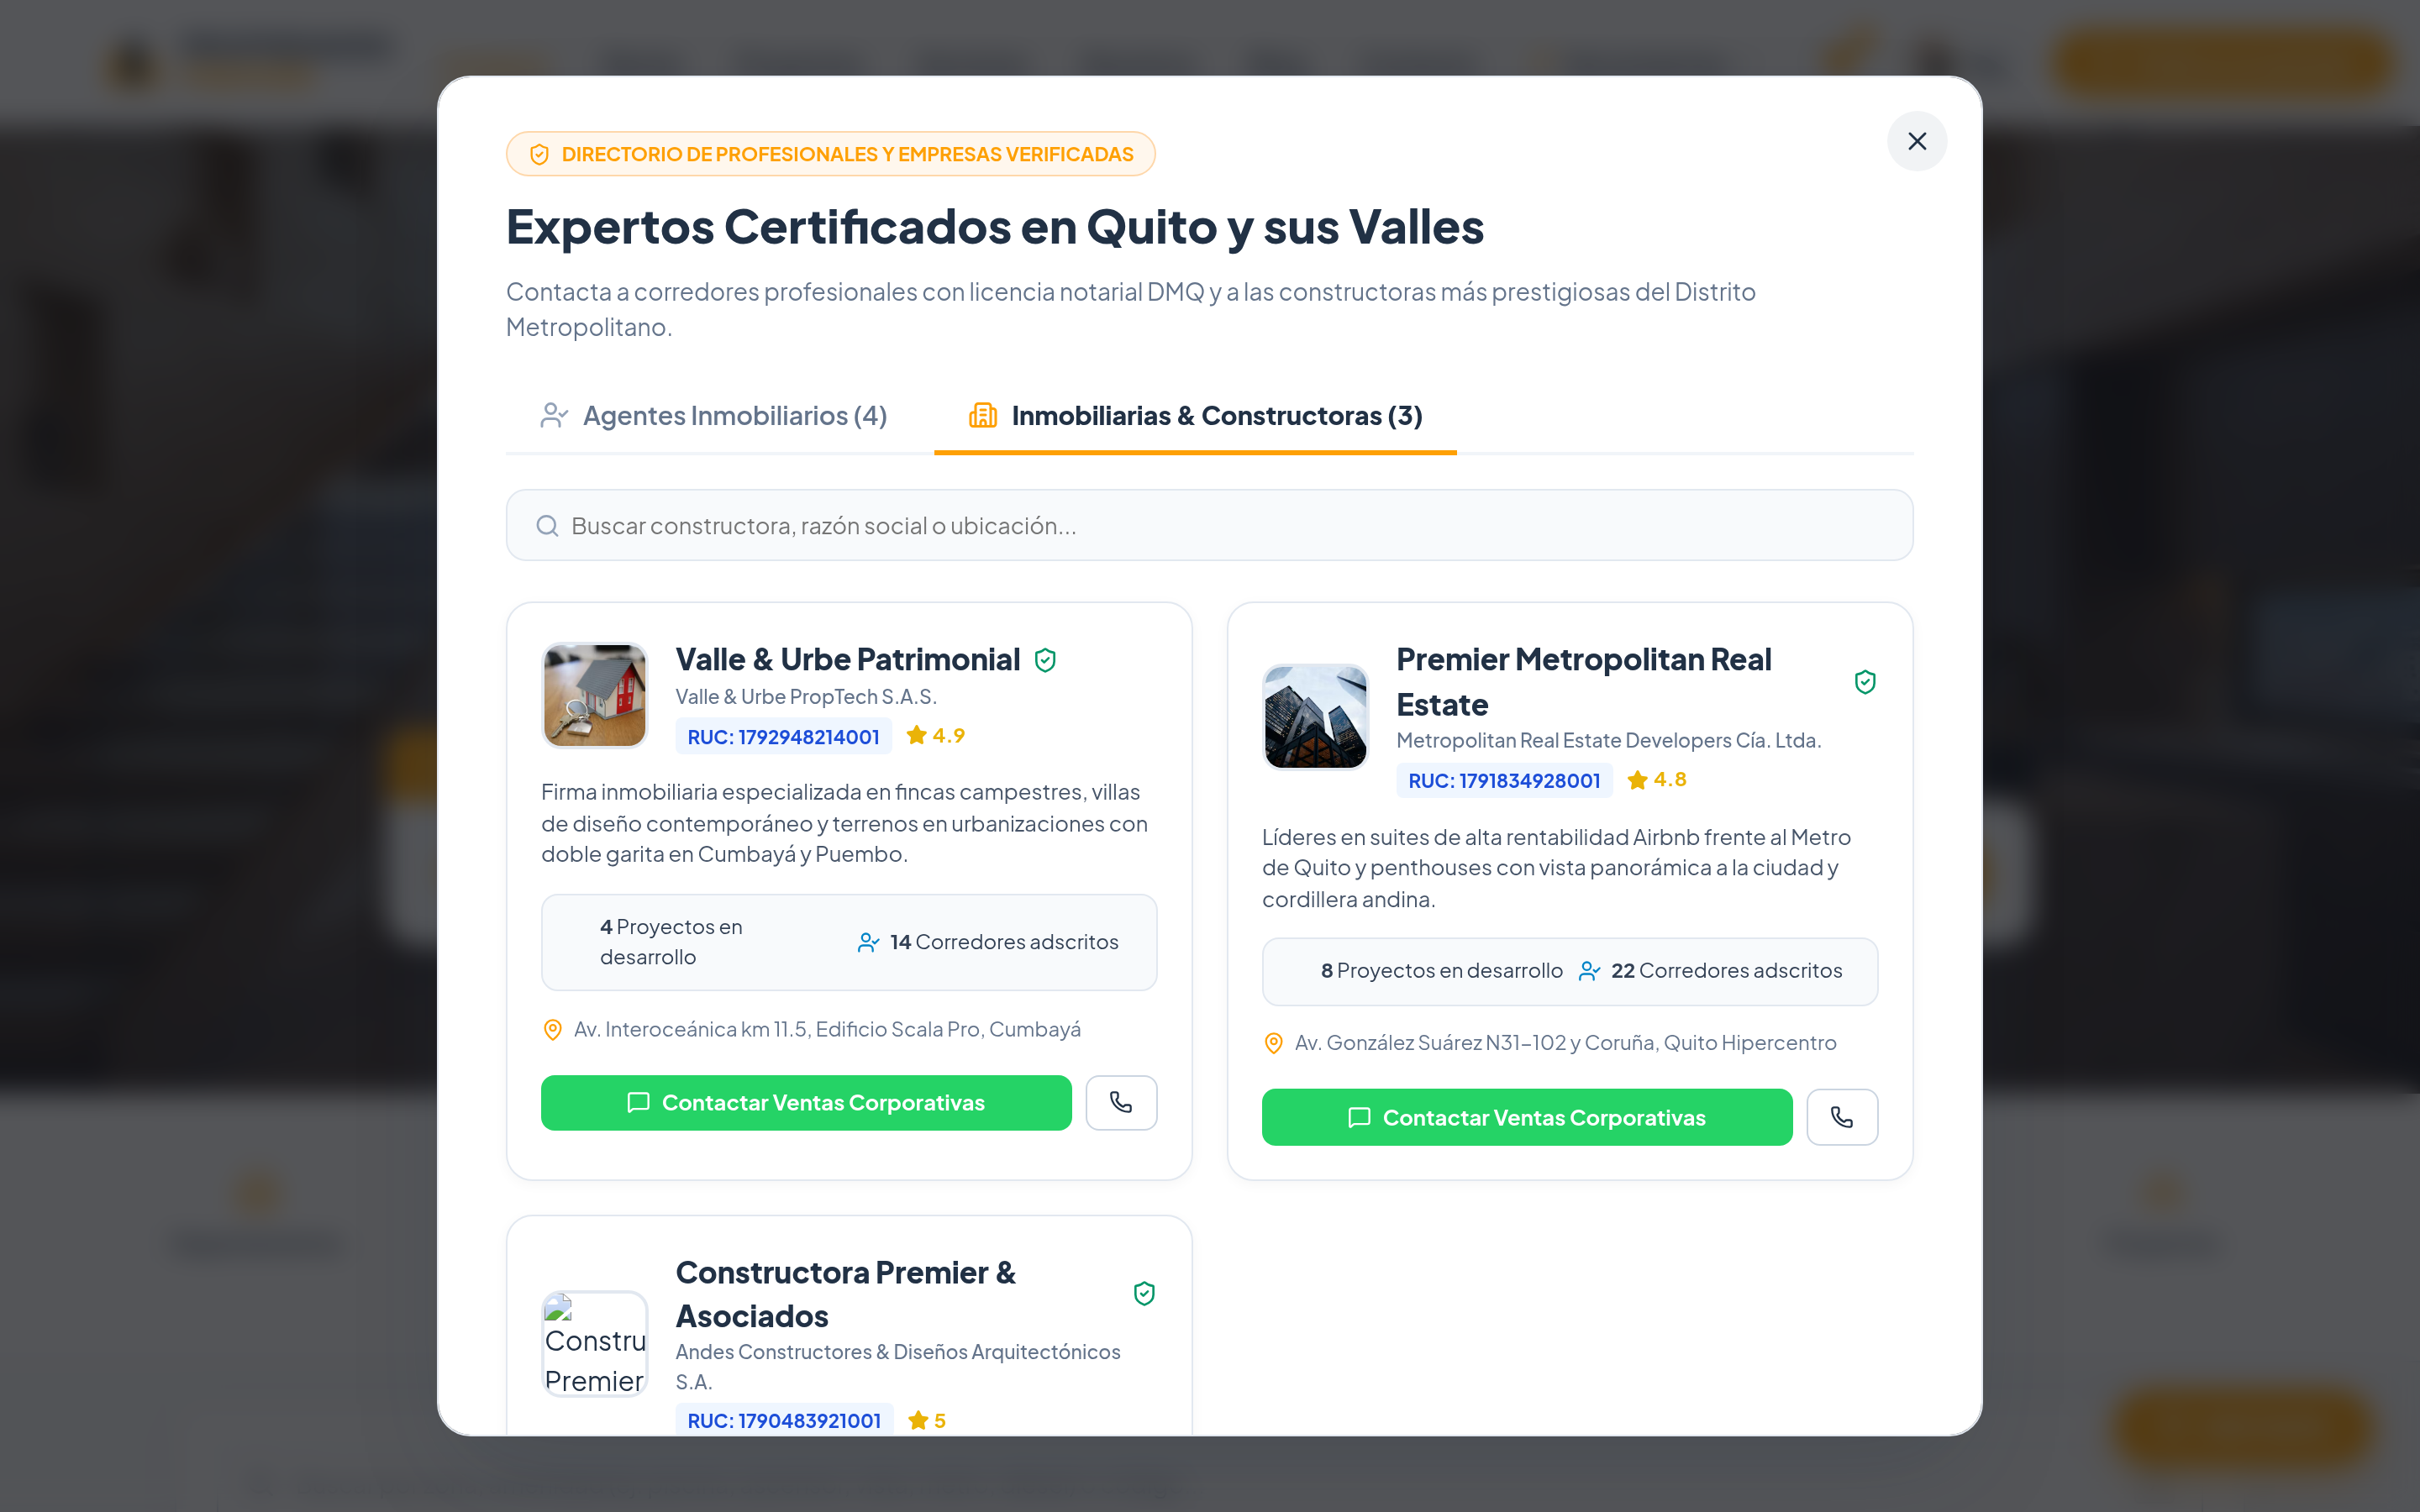 DIRECTORIO DE PROFESIONALES Y EMPRESAS VERIFICADAS
Expertos Certificados en Quito y sus Valles
Contacta a corredores profesionales con licencia notarial DMQ y a las constructoras más prestigiosas del Distrito
Metropolitano.
Agentes Inmobiliarios (4)
Inmobiliarias & Constructoras (3)
Buscar constructora, razón social o ubicación...
Valle & Urbe Patrimonial
Valle & Urbe PropTech S.A.S.
RUC: 1792948214001
4.9
Firma inmobiliaria especializada en fincas campestres, villas
de diseño contemporáneo y terrenos en urbanizaciones con
doble garita en Cumbayá y Puembo.
4 Proyectos en
desarrollo
14 Corredores adscritos
Av. Interoceánica km 11.5, Edificio Scala Pro, Cumbayá
Contactar Ventas Corporativas
Premier Metropolitan Real
Estate
Metropolitan Real Estate Developers Cía. Ltda.
RUC: 1791834928001
4.8
Líderes en suites de alta rentabilidad Airbnb frente al Metro
de Quito y penthouses con vista panorámica a la ciudad y
cordillera andina.
8 Proyectos en desarrollo
22 Corredores adscritos
Av. González Suárez N31-102 y Coruña, Quito Hipercentro
Contactar Ventas Corporativas
Constru
Premier
Constructora Premier &
Asociados
Andes Constructores & Diseños Arquitectónicos
S.A.
RUC: 1790483921001
5